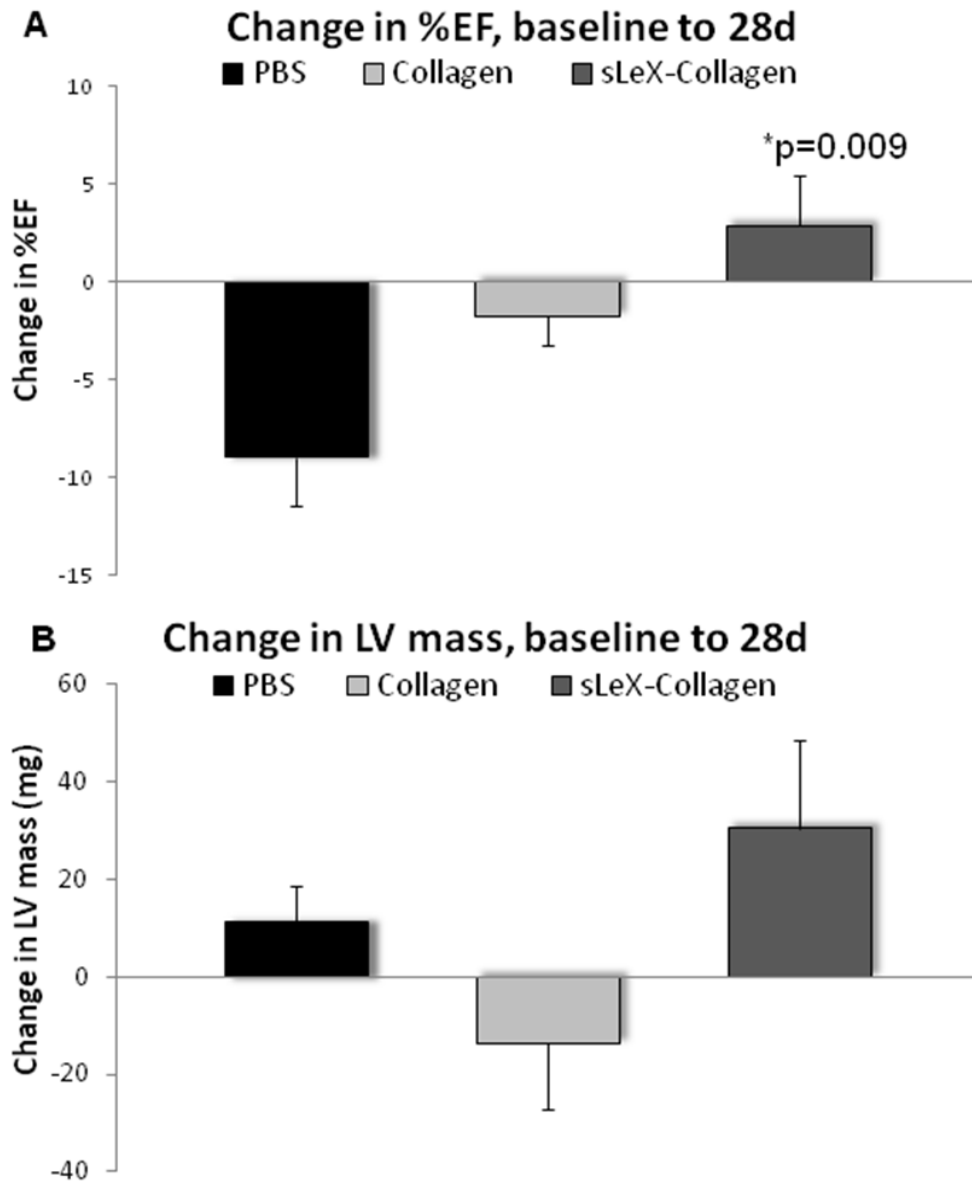 A Change in %EF, baseline to 28d
PBS Collagen sLeX-Collagen
10
*p=0.009
5
Change in %EF
0
-5
-10
-15
B Change in LV mass, baseline to 28d
PBS Collagen sLeX-Collagen
60
40
Change in LV mass (mg)
20
0
-20
-40